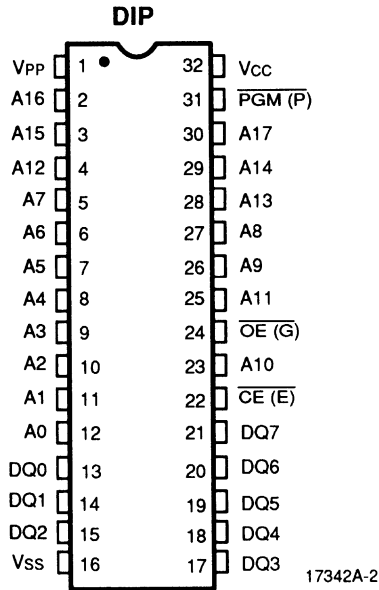 DIP
VPP 1 32 VCC
A16 2 31 PGM (P)
A15 3 30 A17
A12 4 29 A14
A7 5 28 A13
A6 6 27 A8
A5 7 26 A9
A4 8 25 A11
A3 9 24 OE (G)
A2 10 23 A10
A1 11 22 CE (E)
A0 12 21 DQ7
DQ0 13 20 DQ6
DQ1 14 19 DQ5
DQ2 15 18 DQ4
VSS 16 17 DQ3
17342A-2